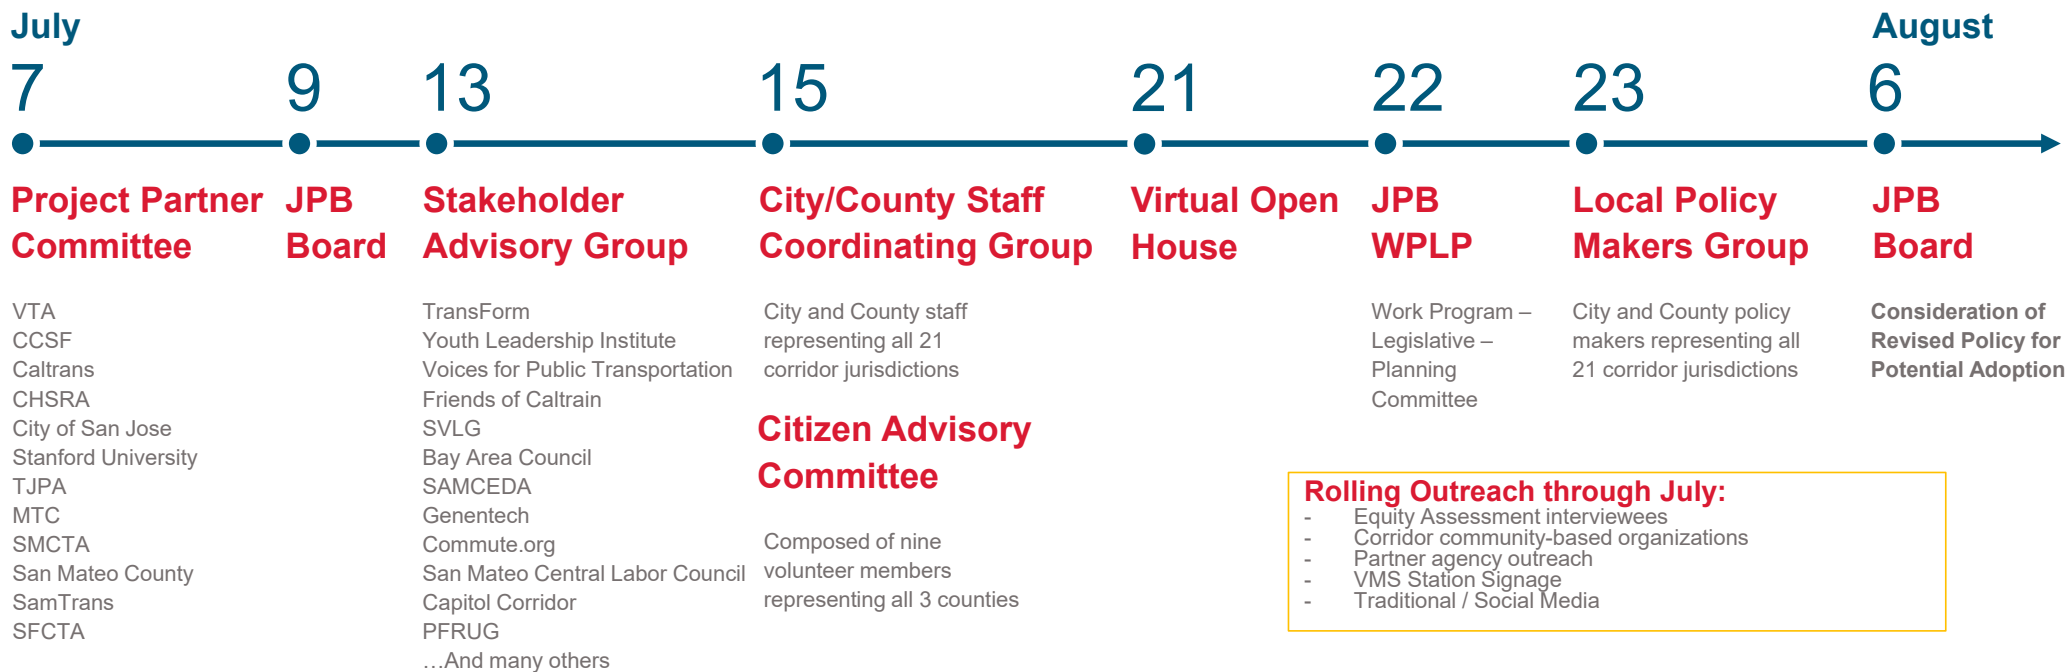 July
August
7
9
13
15
21
22
23
6
Project Partner
Committee
VTA
CCSF
Caltrans
CHSRA
City of San Jose
Stanford University
TJPA
MTC
SMCTA
San Mateo County
SamTrans
SFCTA
JPB
Board
Stakeholder
Advisory Group
TransForm
Youth Leadership Institute
Voices for Public Transportation
Friends of Caltrain
SVLG
Bay Area Council
SAMCEDA
Genentech
Commute.org
San Mateo Central Labor Council
Capitol Corridor
PFRUG
…And many others
City/County Staff
Coordinating Group
City and County staff
representing all 21
corridor jurisdictions
Citizen Advisory
Committee
Composed of nine
volunteer members
representing all 3 counties
Virtual Open
House
JPB
WPLP
Work Program –
Legislative –
Planning
Committee
Local Policy
Makers Group
City and County policy
makers representing all
21 corridor jurisdictions
JPB
Board
Consideration of
Revised Policy for
Potential Adoption
Rolling Outreach through July:
- Equity Assessment interviewees
- Corridor community-based organizations
- Partner agency outreach
- VMS Station Signage
- Traditional / Social Media